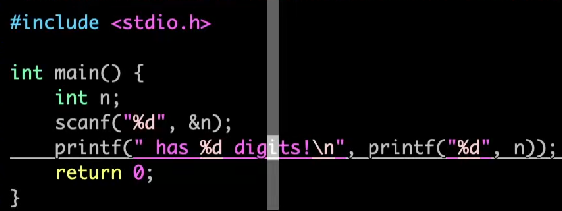 #include <stdio.h>
int main() {
    int n;
    scanf("%d", &n);
    printf(" has %d digits!\n", printf("%d", n));
    return 0;
}